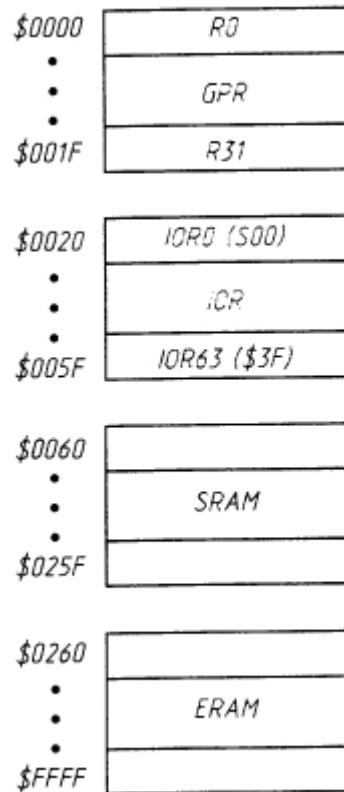 $0000 R0
GPR
$001F R31
$0020 IOR0 ($00)
IOR
$005F IOR63 ($3F)
$0060
SRAM
$025F
$0260
ERAM
$FFFF